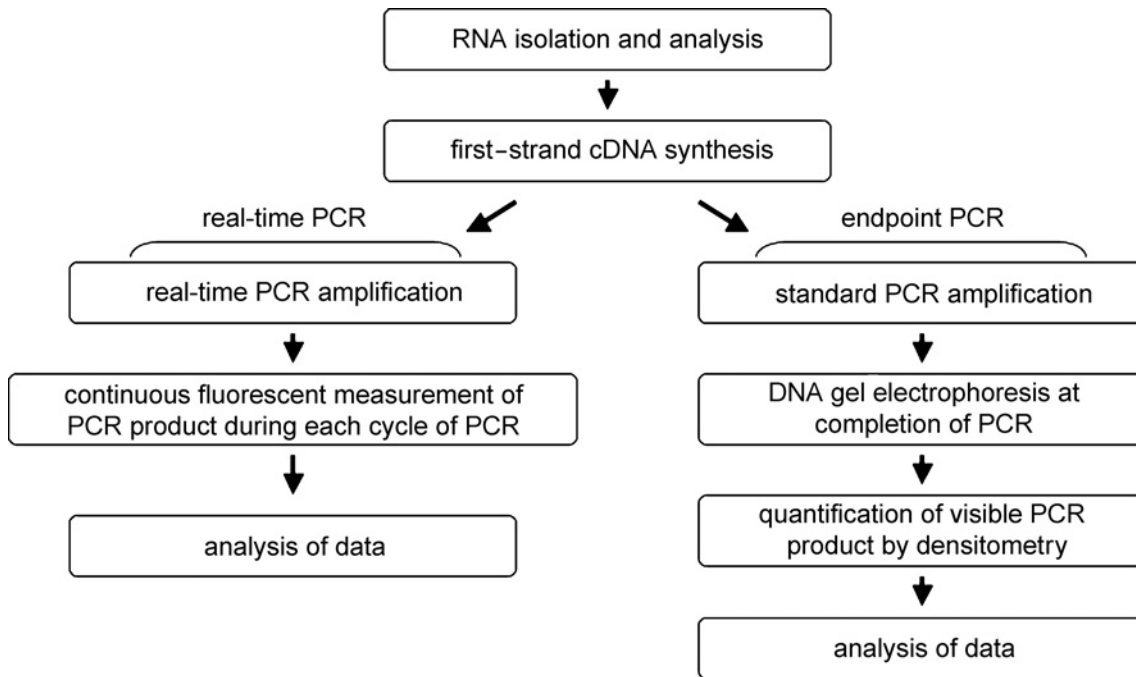 RNA isolation and analysis
first-strand cDNA synthesis
real-time PCR
real-time PCR amplification
continuous fluorescent measurement of
PCR product during each cycle of PCR
analysis of data
endpoint PCR
standard PCR amplification
DNA gel electrophoresis at
completion of PCR
quantification of visible PCR
product by densitometry
analysis of data